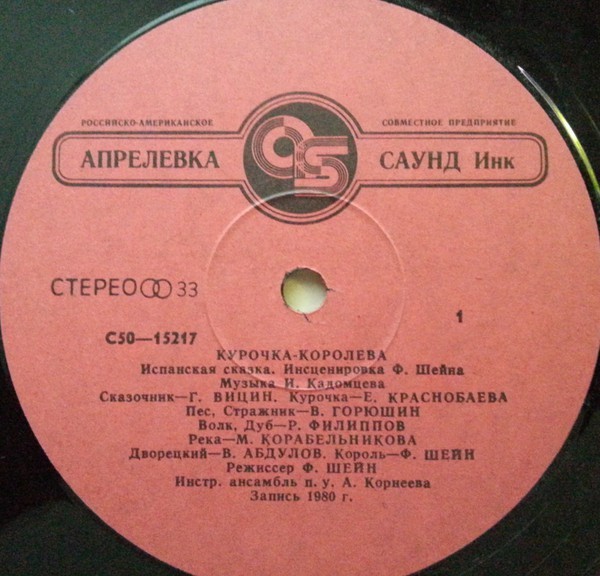 РОССИЙСКО-АМЕРИКАНСКОЕ СОВМЕСТНОЕ ПРЕДПРИЯТИЕ
АПРЕЛЕВКА САУНД Инк
СТЕРЕО 33
1
С50—15217
КУРОЧКА-КОРОЛЕВА
Испанская сказка. Инсценировка Ф. Шейна
Музыка И. Кадомцева
Сказочник—Г. ВИЦИН. Курочка—Е. КРАСНОБАЕВА
Пес, Стражник—В. ГОРЮШИН
Волк, Дуб—Р. ФИЛИППОВ
Река—М. КОРАБЕЛЬНИКОВА
Дворецкий—В. АБДУЛОВ. Король—Ф. ШЕЙН
Режиссер Ф. ШЕЙН
Инстр. ансамбль п. у. А. Корнеева
Запись 1980 г.